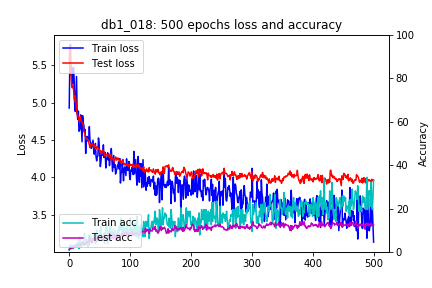 db1_018: 500 epochs loss and accuracy
Train loss
Test loss
Train acc
Test acc
Loss
5.5
5.0
4.5
4.0
3.5
Accuracy
100
80
60
40
20
0
0
100
200
300
400
500